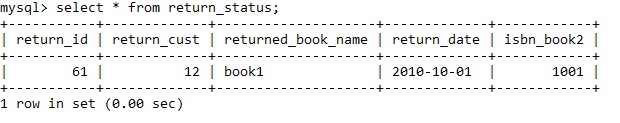 mysql> select * from return_status;
+-----------+-------------+--------------------+-------------+------------+
| return_id | return_cust | returned_book_name | return_date | isbn_book2 |
+-----------+-------------+--------------------+-------------+------------+
|        61 |          12 | book1              | 2010-10-01  |       1001 |
+-----------+-------------+--------------------+-------------+------------+
1 row in set (0.00 sec)